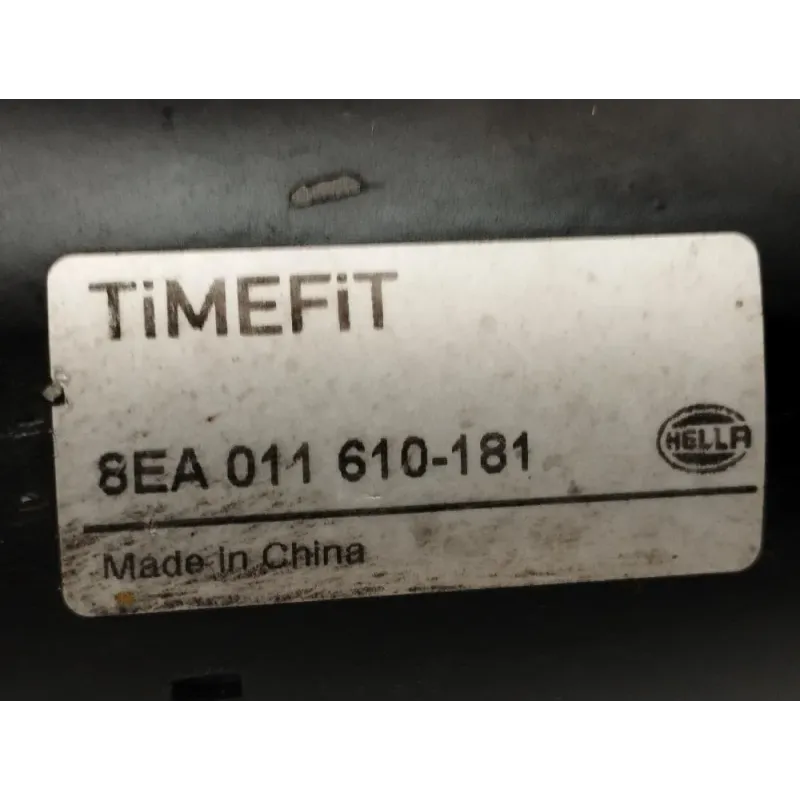 TiMEFiT
8EA 011 610-181
HELLA
Made in China